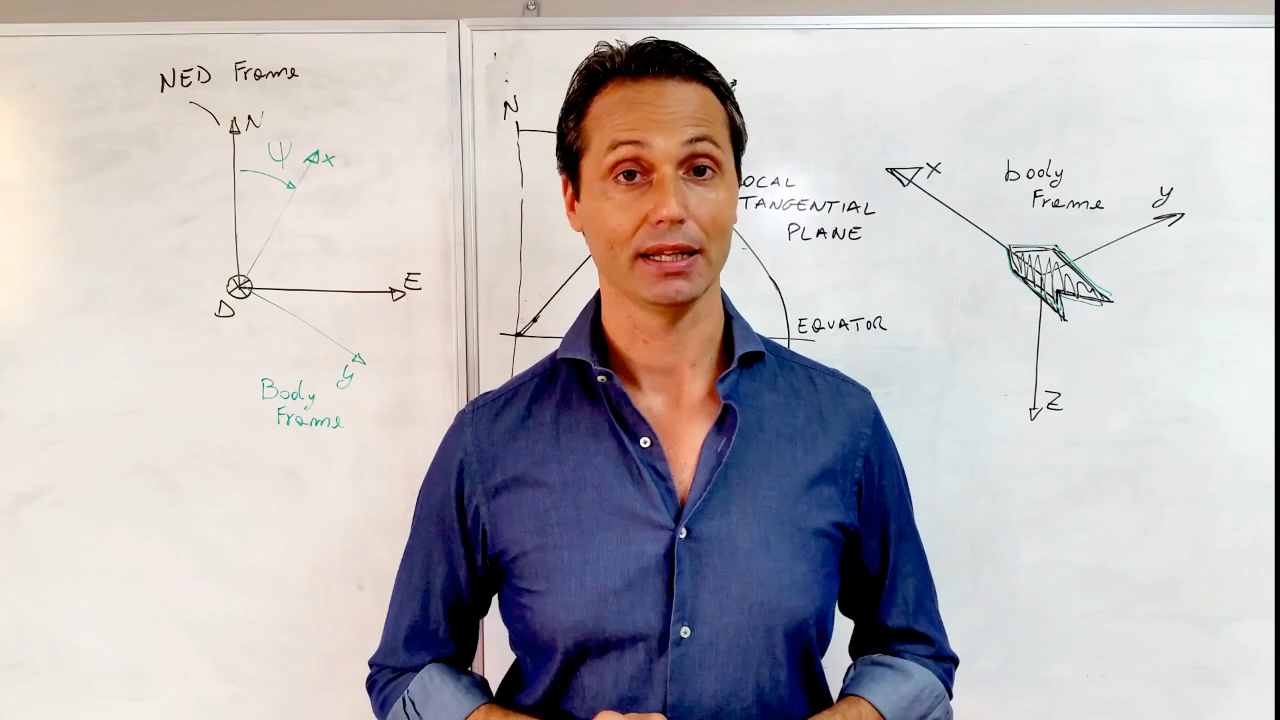 NED Frame
N
Ψ
x
E
D
y
Body
Frame
N
OCAL
TANGENTIAL
PLANE
EQUATOR
x
body
Frame
y
Z